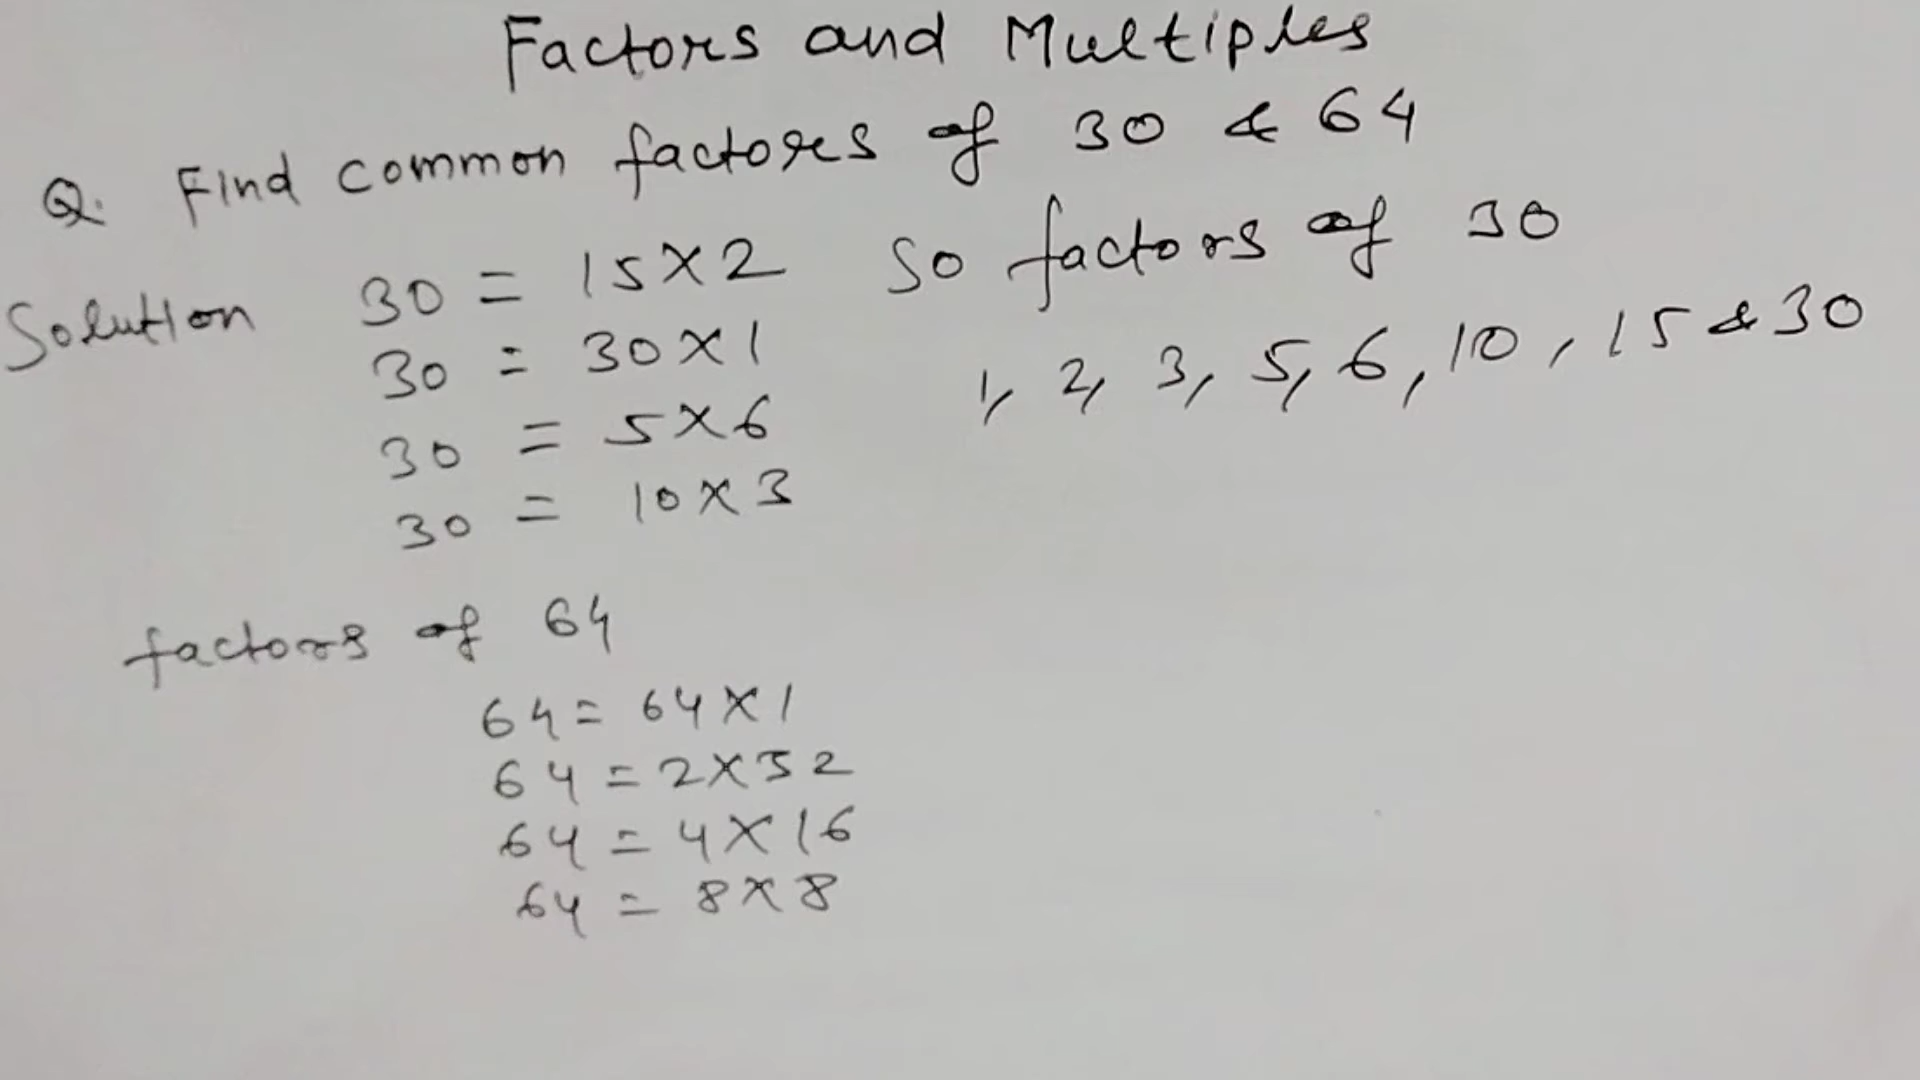 Factors and Multiples
Q. Find common factores of 30 & 64
Solution 30 = 15×2 So factors of 30
30 = 30×1 1, 2, 3, 5, 6, 10, 15 & 30
30 = 5×6
30 = 10×3
factors of 64
64 = 64×1
64 = 2×32
64 = 4×16
64 = 8×8